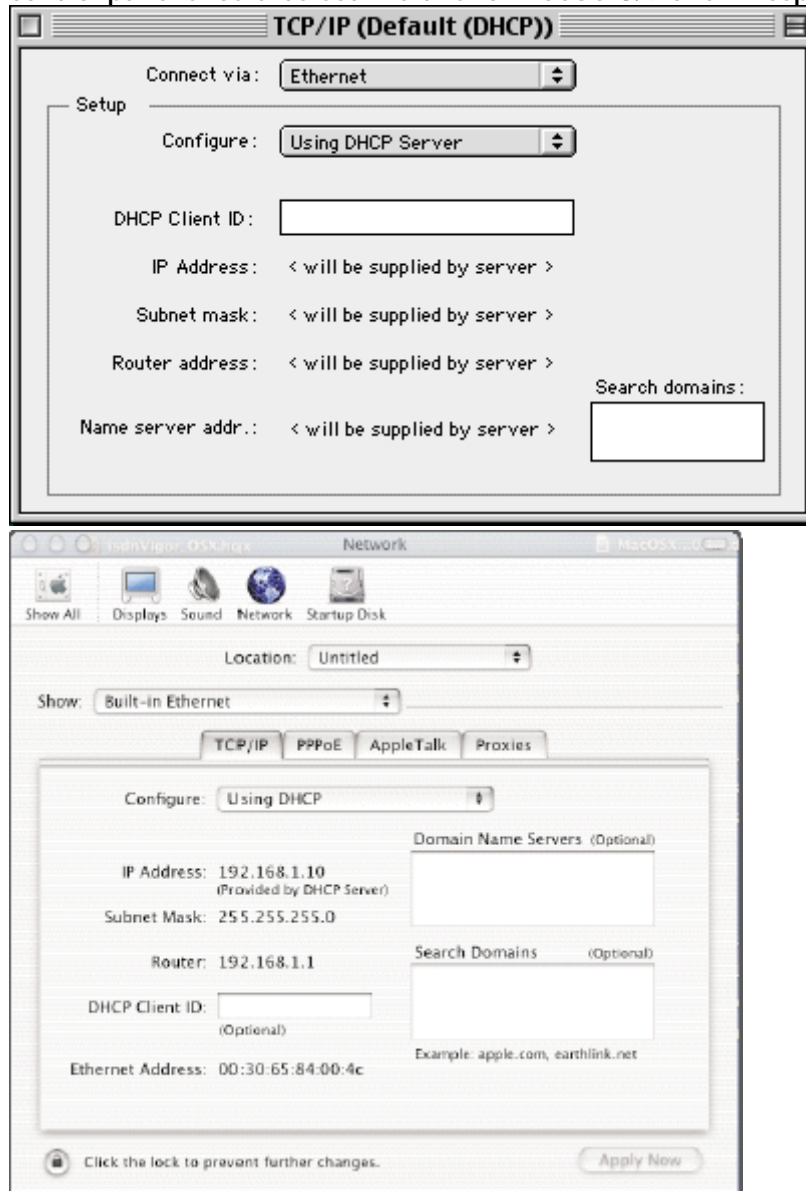 TCP/IP (Default (DHCP))
Connect via: Ethernet
Setup
Configure: Using DHCP Server
DHCP Client ID:
IP Address: < will be supplied by server >
Subnet mask: < will be supplied by server >
Router address: < will be supplied by server >
Search domains:
Name server addr.: < will be supplied by server >
isdnVigor.OSX.hqx Network MacOSX...
Show All Displays Sound Network Startup Disk
Location: Untitled
Show: Built-in Ethernet
TCP/IP PPPoE AppleTalk Proxies
Configure: Using DHCP
Domain Name Servers (Optional)
IP Address: 192.168.1.10
(Provided by DHCP Server)
Subnet Mask: 255.255.255.0
Search Domains (Optional)
Router: 192.168.1.1
DHCP Client ID:
(Optional)
Example: apple.com, earthlink.net
Ethernet Address: 00:30:65:84:00:4c
Click the lock to prevent further changes.
Apply Now